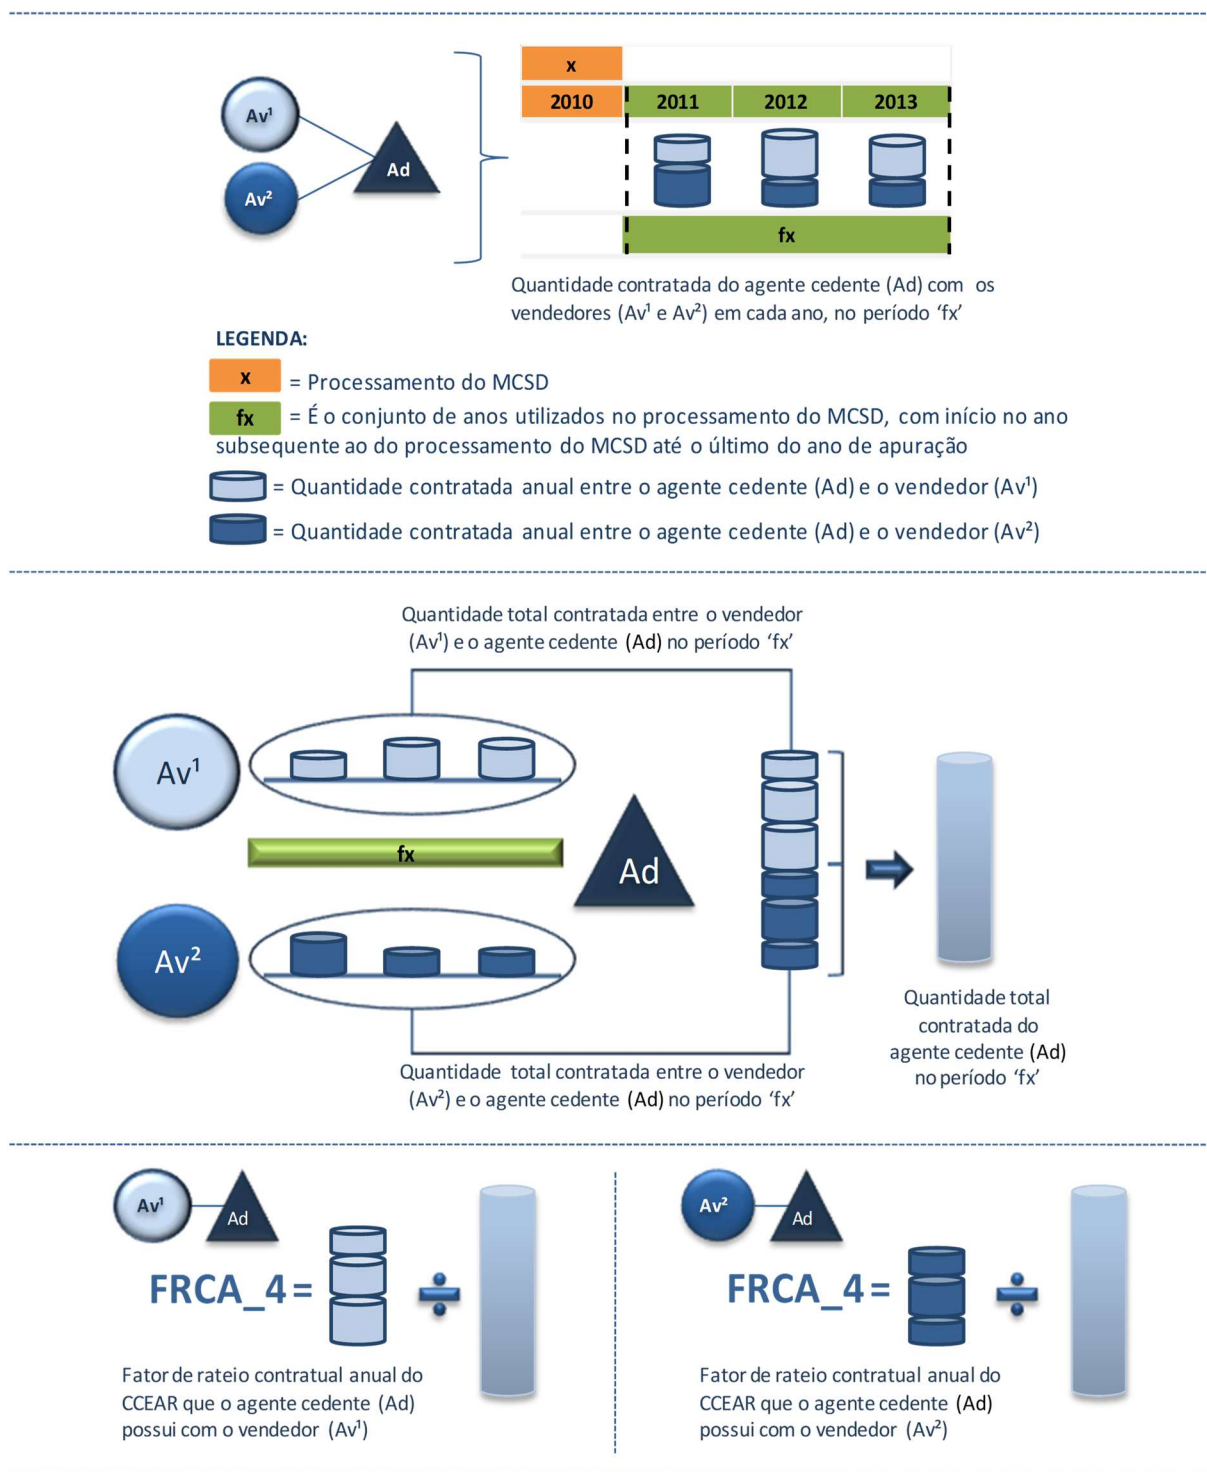 x
2010 2011 2012 2013
Av¹
Ad
Av²
fx
Quantidade contratada do agente cedente (Ad) com os
vendedores (Av¹ e Av²) em cada ano, no período ‘fx’
LEGENDA:
x = Processamento do MCSD
fx = É o conjunto de anos utilizados no processamento do MCSD, com início no ano
subsequente ao do processamento do MCSD até o último do ano de apuração
= Quantidade contratada anual entre o agente cedente (Ad) e o vendedor (Av¹)
= Quantidade contratada anual entre o agente cedente (Ad) e o vendedor (Av²)
Quantidade total contratada entre o vendedor
(Av¹) e o agente cedente (Ad) no período ‘fx’
Av¹
fx
Ad
Av²
Quantidade total
contratada do
agente cedente (Ad)
no período ‘fx’
Quantidade total contratada entre o vendedor
(Av²) e o agente cedente (Ad) no período ‘fx’
Av¹ Ad
FRCA_4 = ÷
Fator de rateio contratual anual do
CCEAR que o agente cedente (Ad)
possui com o vendedor (Av¹)
Av² Ad
FRCA_4 = ÷
Fator de rateio contratual anual do
CCEAR que o agente cedente (Ad)
possui com o vendedor (Av²)